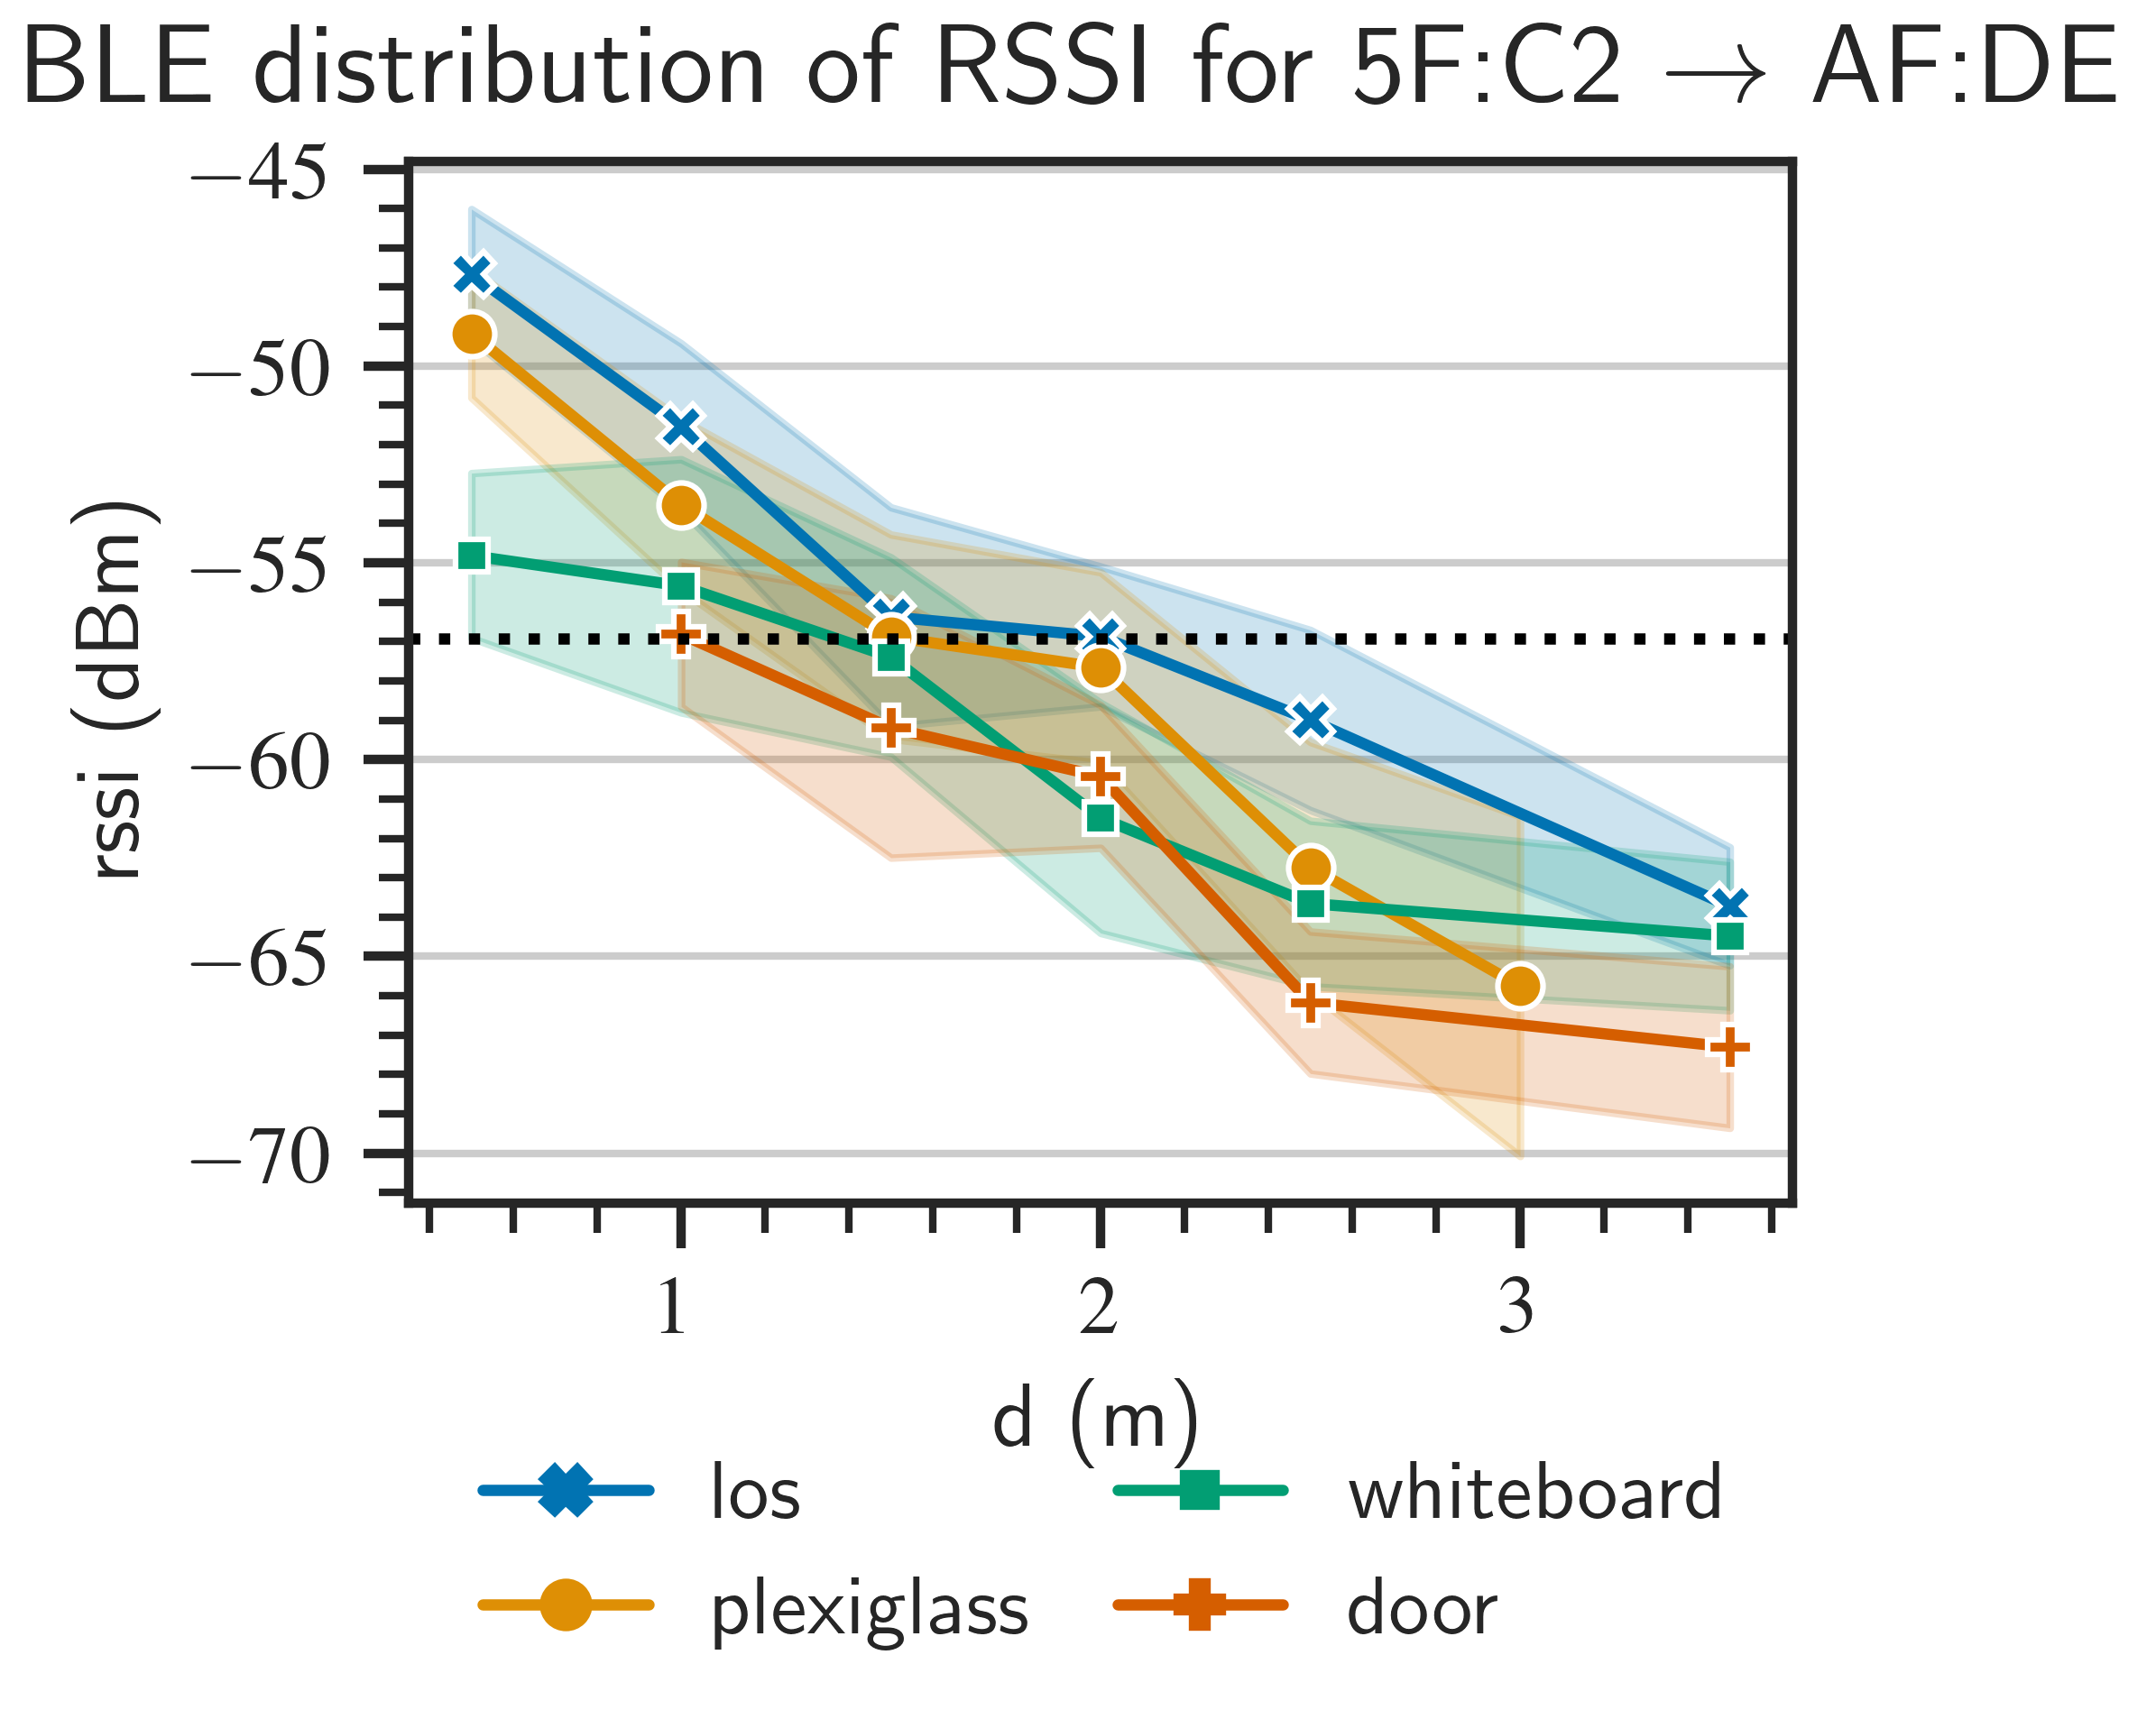 BLE distribution of RSSI for 5F:C2 → AF:DE
−45
−50
−55
−60
−65
−70
rssi (dBm)
1 2 3
d (m)
los whiteboard
plexiglass door